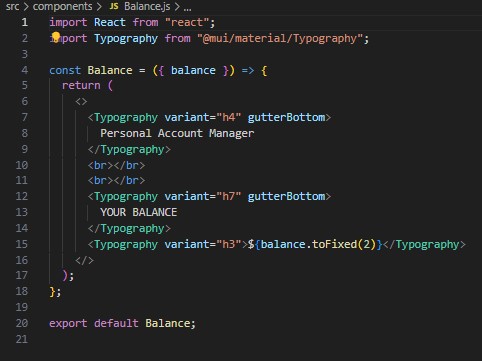 src > components > JS Balance.js > ...
1 import React from "react";
2 import Typography from "@mui/material/Typography";
3
4 const Balance = ({ balance }) => {
5   return (
6     <>
7       <Typography variant="h4" gutterBottom>
8         Personal Account Manager
9       </Typography>
10       <br></br>
11       <br></br>
12       <Typography variant="h7" gutterBottom>
13         YOUR BALANCE
14       </Typography>
15       <Typography variant="h3">${balance.toFixed(2)}</Typography>
16     </>
17   );
18 };
19
20 export default Balance;
21